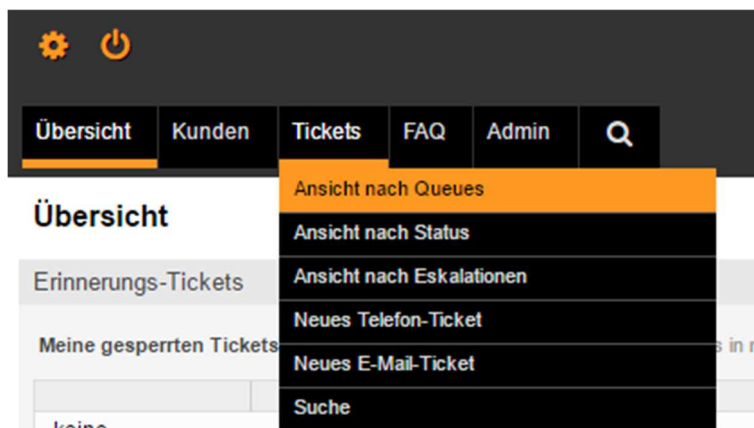 Übersicht Kunden Tickets FAQ Admin
Ansicht nach Queues
Übersicht
Ansicht nach Status
Erinnerungs-Tickets
Ansicht nach Eskalationen
Neues Telefon-Ticket
Meine gesperrten Tickets
Neues E-Mail-Ticket
Suche
keine